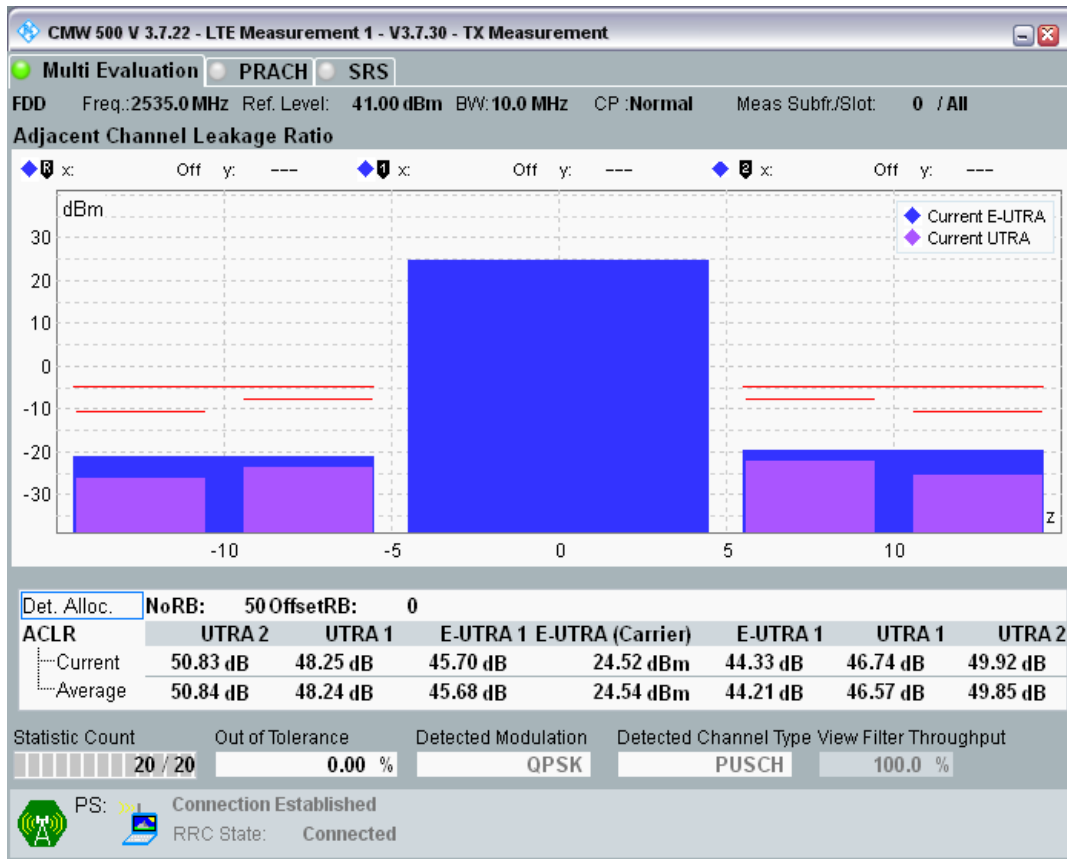 CMW 500 V 3.7.22 - LTE Measurement 1 - V3.7.30 - TX Measurement
Multi Evaluation PRACH SRS
FDD Freq.:2535.0 MHz Ref. Level: 41.00 dBm BW:10.0 MHz CP :Normal Meas Subfr./Slot: 0 / All
Adjacent Channel Leakage Ratio
R x: Off y: --- 1 x: Off y: --- 2 x: Off y: ---
dBm
Current E-UTRA
Current UTRA
30
20
10
0
-10
-20
-30
z
-10 -5 0 5 10
Det. Alloc. NoRB: 50 OffsetRB: 0
ACLR UTRA 2 UTRA 1 E-UTRA 1 E-UTRA (Carrier) E-UTRA 1 UTRA 1 UTRA 2
Current 50.83 dB 48.25 dB 45.70 dB 24.52 dBm 44.33 dB 46.74 dB 49.92 dB
Average 50.84 dB 48.24 dB 45.68 dB 24.54 dBm 44.21 dB 46.57 dB 49.85 dB
Statistic Count Out of Tolerance Detected Modulation Detected Channel Type View Filter Throughput
20 / 20 0.00 % QPSK PUSCH 100.0 %
PS: Connection Established
RRC State: Connected